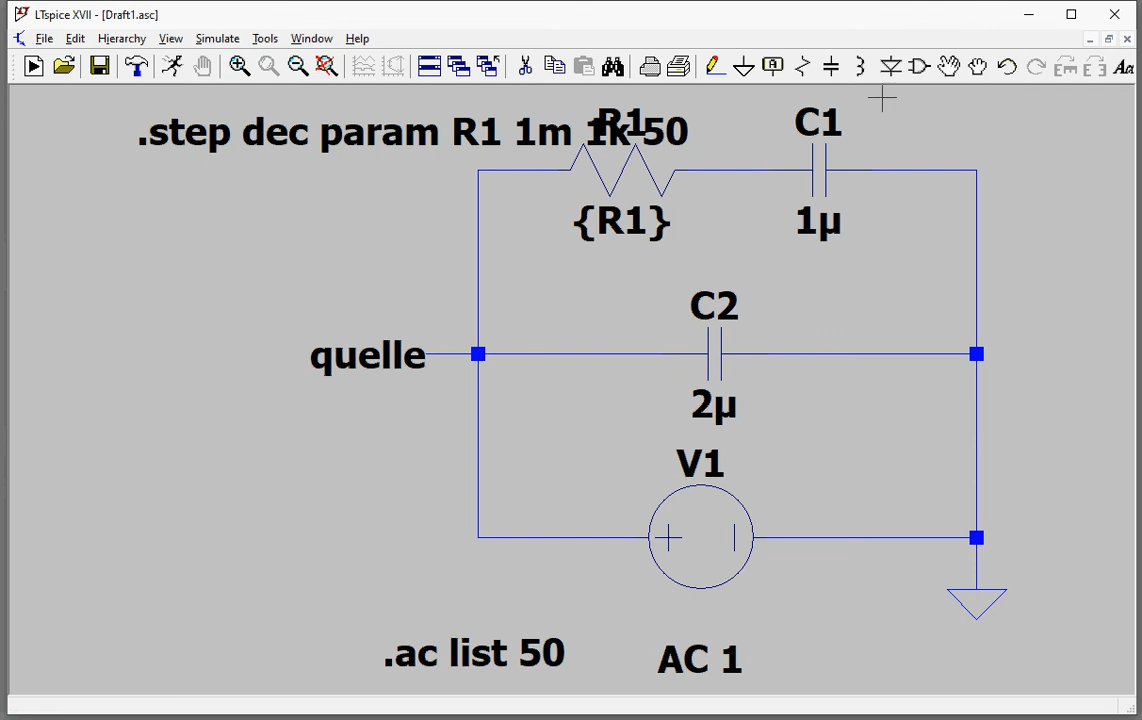 LTspice XVII - [Draft1.asc]
File Edit Hierarchy View Simulate Tools Window Help
.step dec param R1 1m 1k 50
R1
C1
{R1}
1µ
C2
quelle
2µ
V1
.ac list 50
AC 1